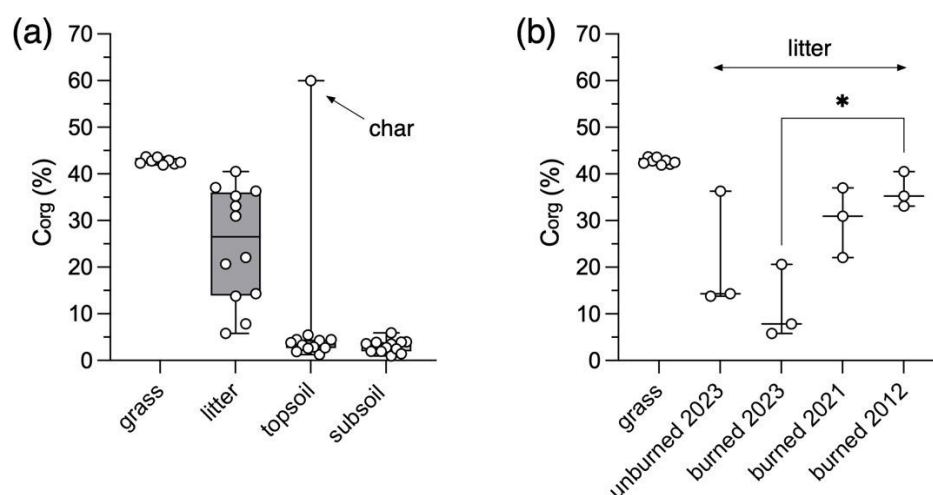 (a)
70
60
50
40
30
20
10
0
Corg (%)
char
grass
litter
topsoil
subsoil
(b)
70
60
50
40
30
20
10
0
Corg (%)
litter
*
grass
unburned 2023
burned 2023
burned 2021
burned 2012